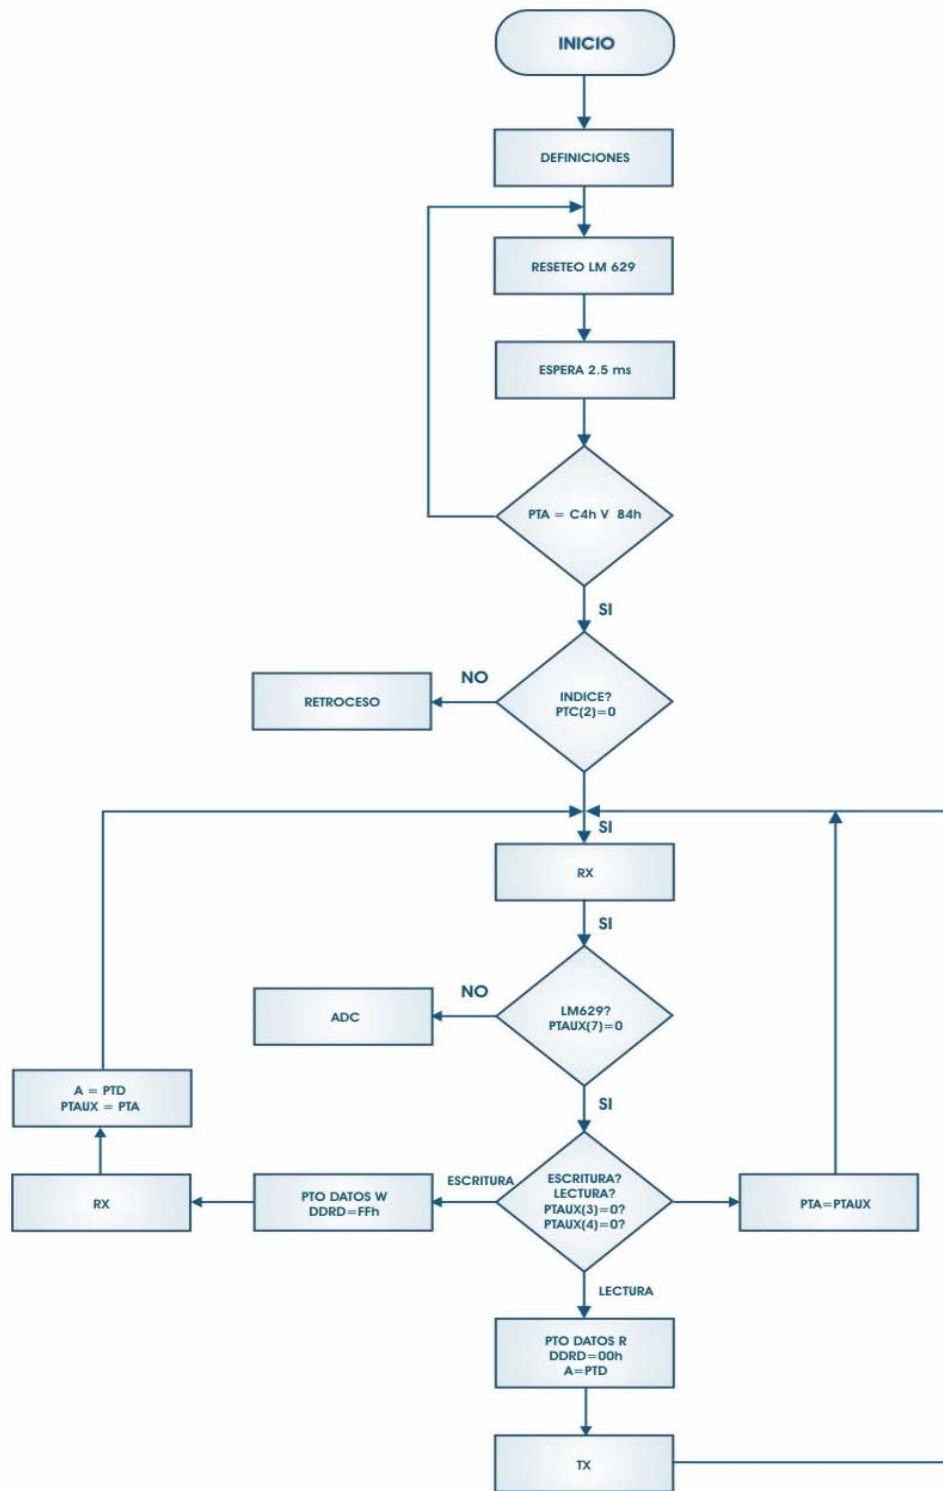 INICIO
DEFINICIONES
RESETEO LM 629
ESPERA 2.5 ms
PTA = C4h V 84h
SI
NO
RETROCESO
INDICE?
PTC(2)=0
SI
RX
SI
NO
ADC
LM629?
PTAUX(7)=0
SI
A = PTD
PTAUX = PTA
RX
PTO DATOS W
DDRD=FFh
ESCRITURA
ESCRITURA?
LECTURA?
PTAUX(3)=0?
PTAUX(4)=0?
PTA=PTAUX
LECTURA
PTO DATOS R
DDRD=00h
A=PTD
TX